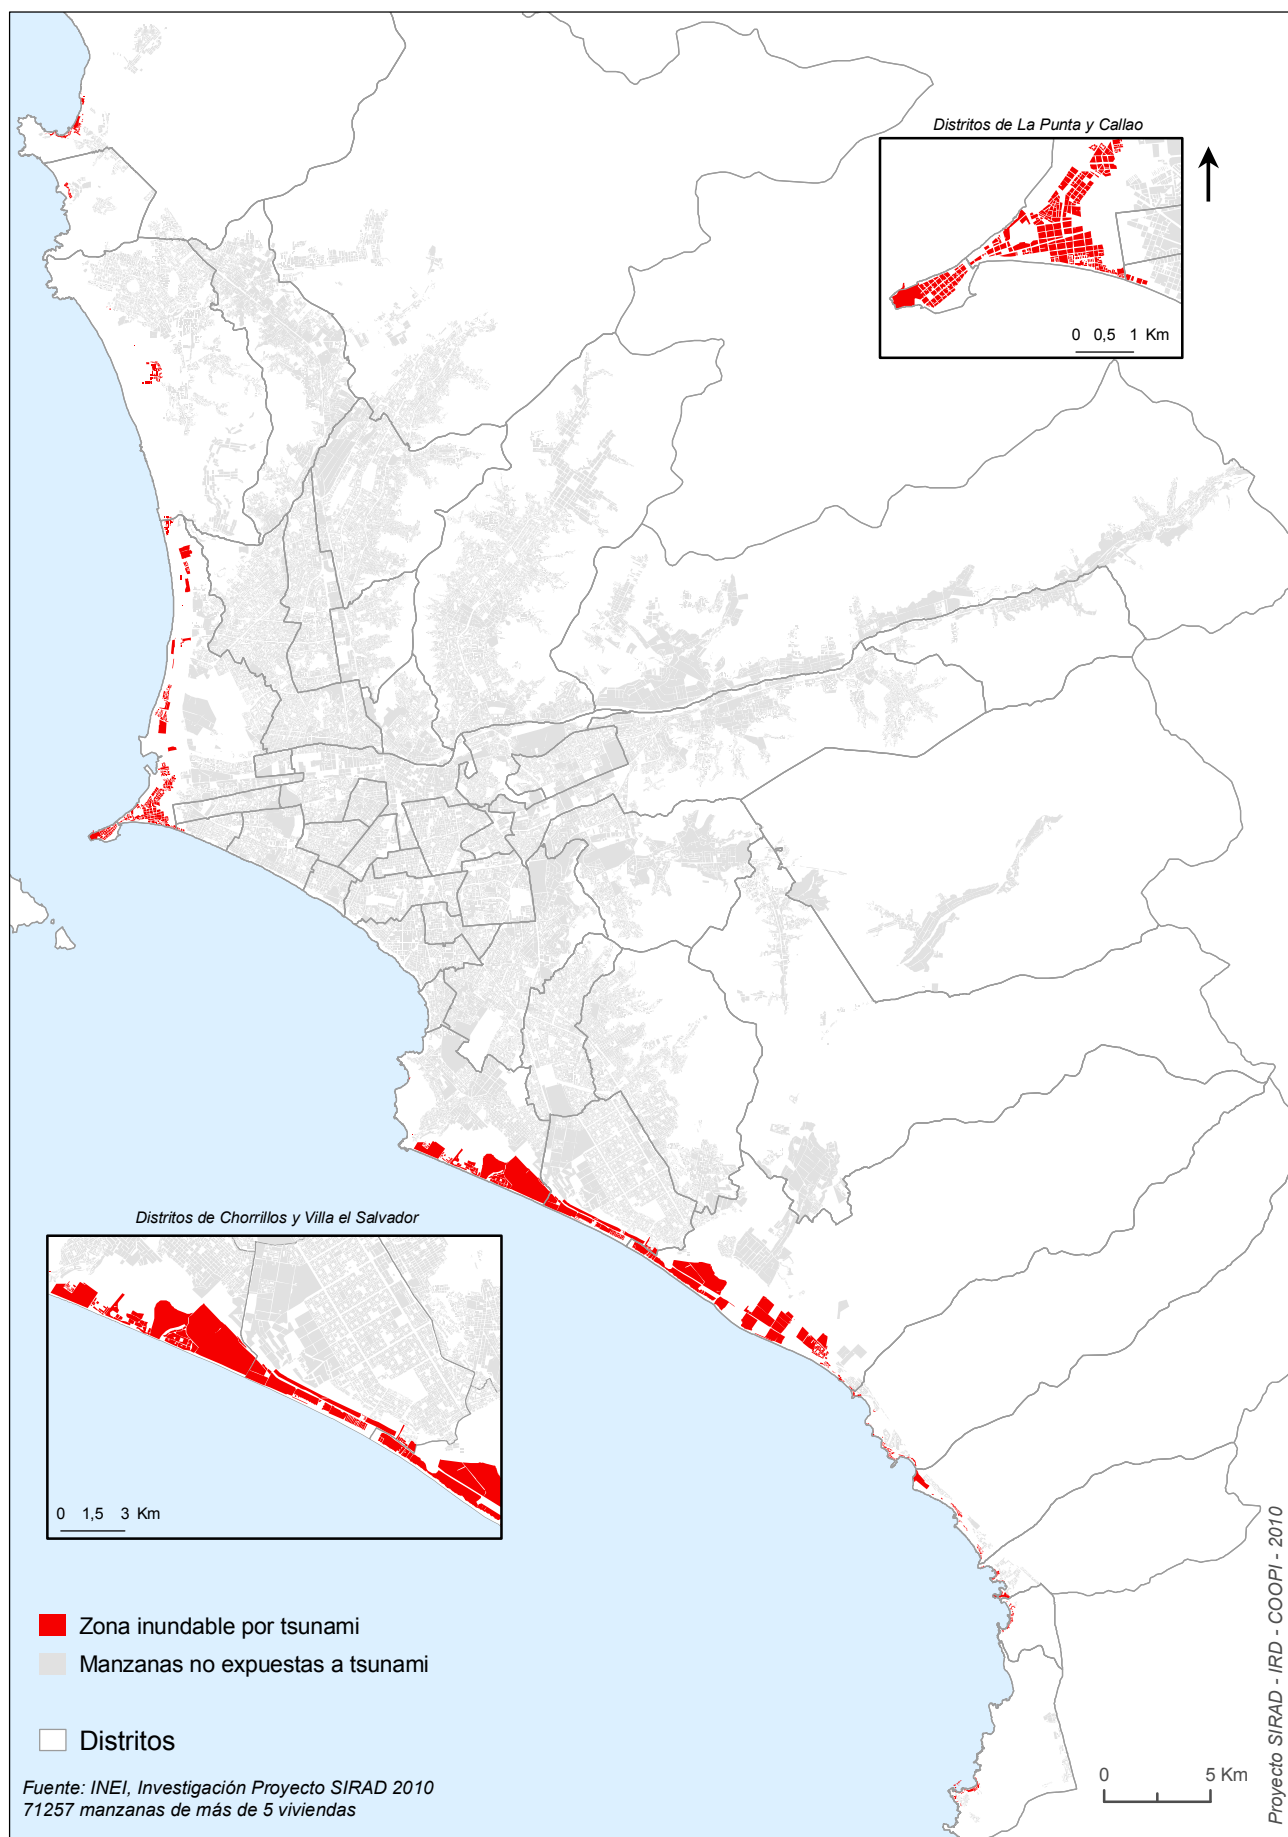 Distritos de La Punta y Callao
0 0,5 1 Km
Distritos de Chorrillos y Villa el Salvador
0 1,5 3 Km
Zona inundable por tsunami
Manzanas no expuestas a tsunami
Distritos
Fuente: INEI, Investigación Proyecto SIRAD 2010
71257 manzanas de más de 5 viviendas
0 5 Km
Proyecto SIRAD - IRD - COOPI - 2010